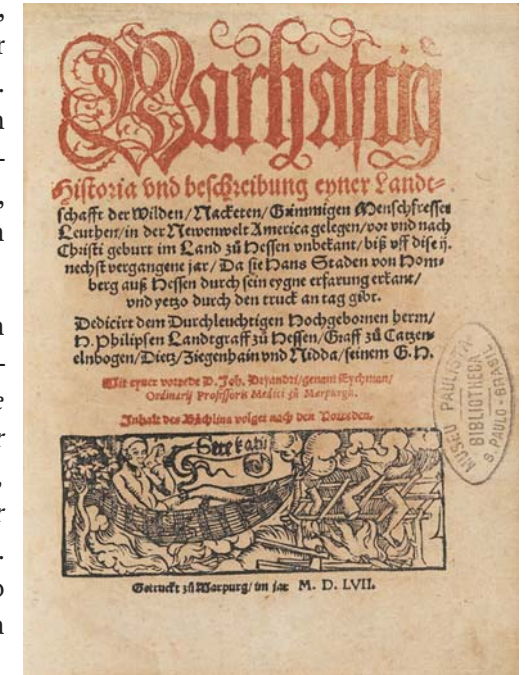 Warhaftig
Historia vnd beschreibung eyner Landt-
schafft der Wilden/ Nacketen/ Grimmigen Menschfresser
Leuthen/ in der Newenwelt America gelegen/ vor vnd nach
Christi geburt im Land zů Hessen vnbekant/ biß vff dise ij.
nechst vergangene jar/ Da sie Hans Staden von Hom-
berg auß Hessen durch sein eygne erfarung erkant/
vnd yetzo durch den truck an tag gibt.
Dedicirt dem Durchleuchtigen Hochgebornen herrn/
H. Philipsen Landtgraff zů Hessen/ Graff zů Catzen-
elnbogen/ Dietz/ Ziegenhain vnd Nidda/ seinem G. H.
Mit eyner vorrede D. Joh. Dryandri/ genant Eychman/
Ordinarij Professoris Medici zů Marpurgk.
Inhalt des Büchlins volget nach den Vorreden.
Sete katu
Getruckt zů Marpurg/ im jar M. D. LVII.
MUSEU PAULISTA
BIBLIOTHECA
S. PAULO - BRASIL